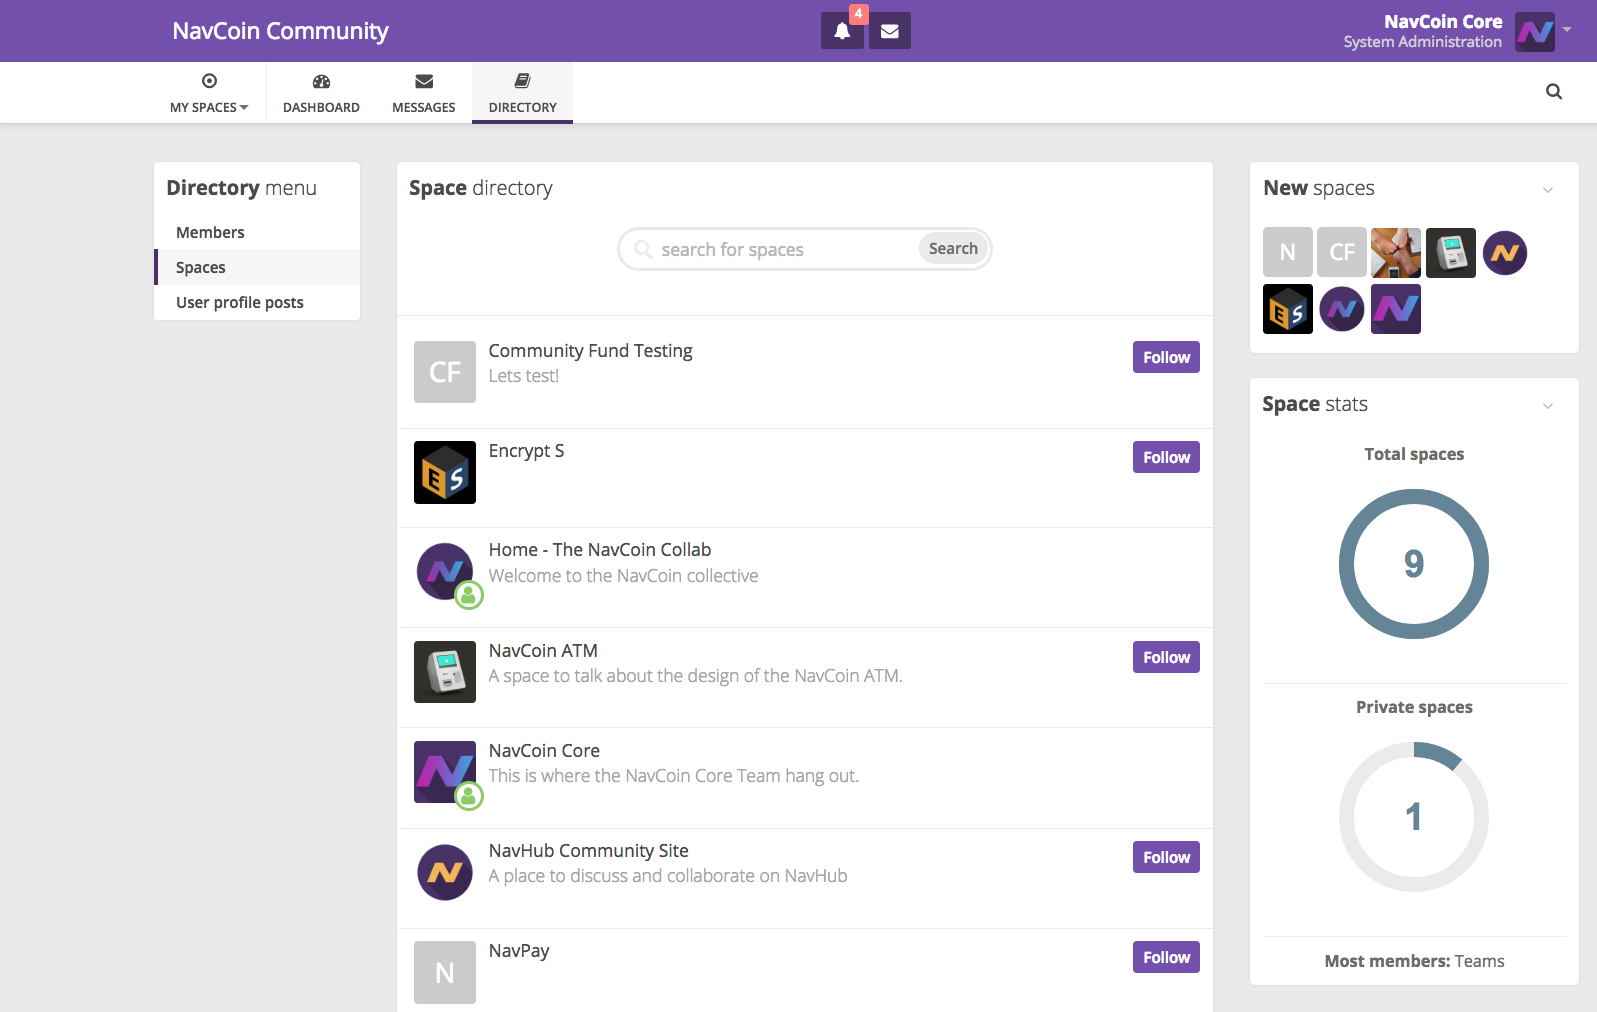 NavCoin Community
4
NavCoin Core
System Administration
MY SPACES
DASHBOARD
MESSAGES
DIRECTORY
Directory menu
Members
Spaces
User profile posts
Space directory
search for spaces
Search
CF
Community Fund Testing
Lets test!
Follow
ES
Encrypt S
Follow
N
Home - The NavCoin Collab
Welcome to the NavCoin collective
NavCoin ATM
A space to talk about the design of the NavCoin ATM.
Follow
N
NavCoin Core
This is where the NavCoin Core Team hang out.
N
NavHub Community Site
A place to discuss and collaborate on NavHub
Follow
N
NavPay
Follow
New spaces
N
CF
N
ES
N
N
Space stats
Total spaces
9
Private spaces
1
Most members: Teams